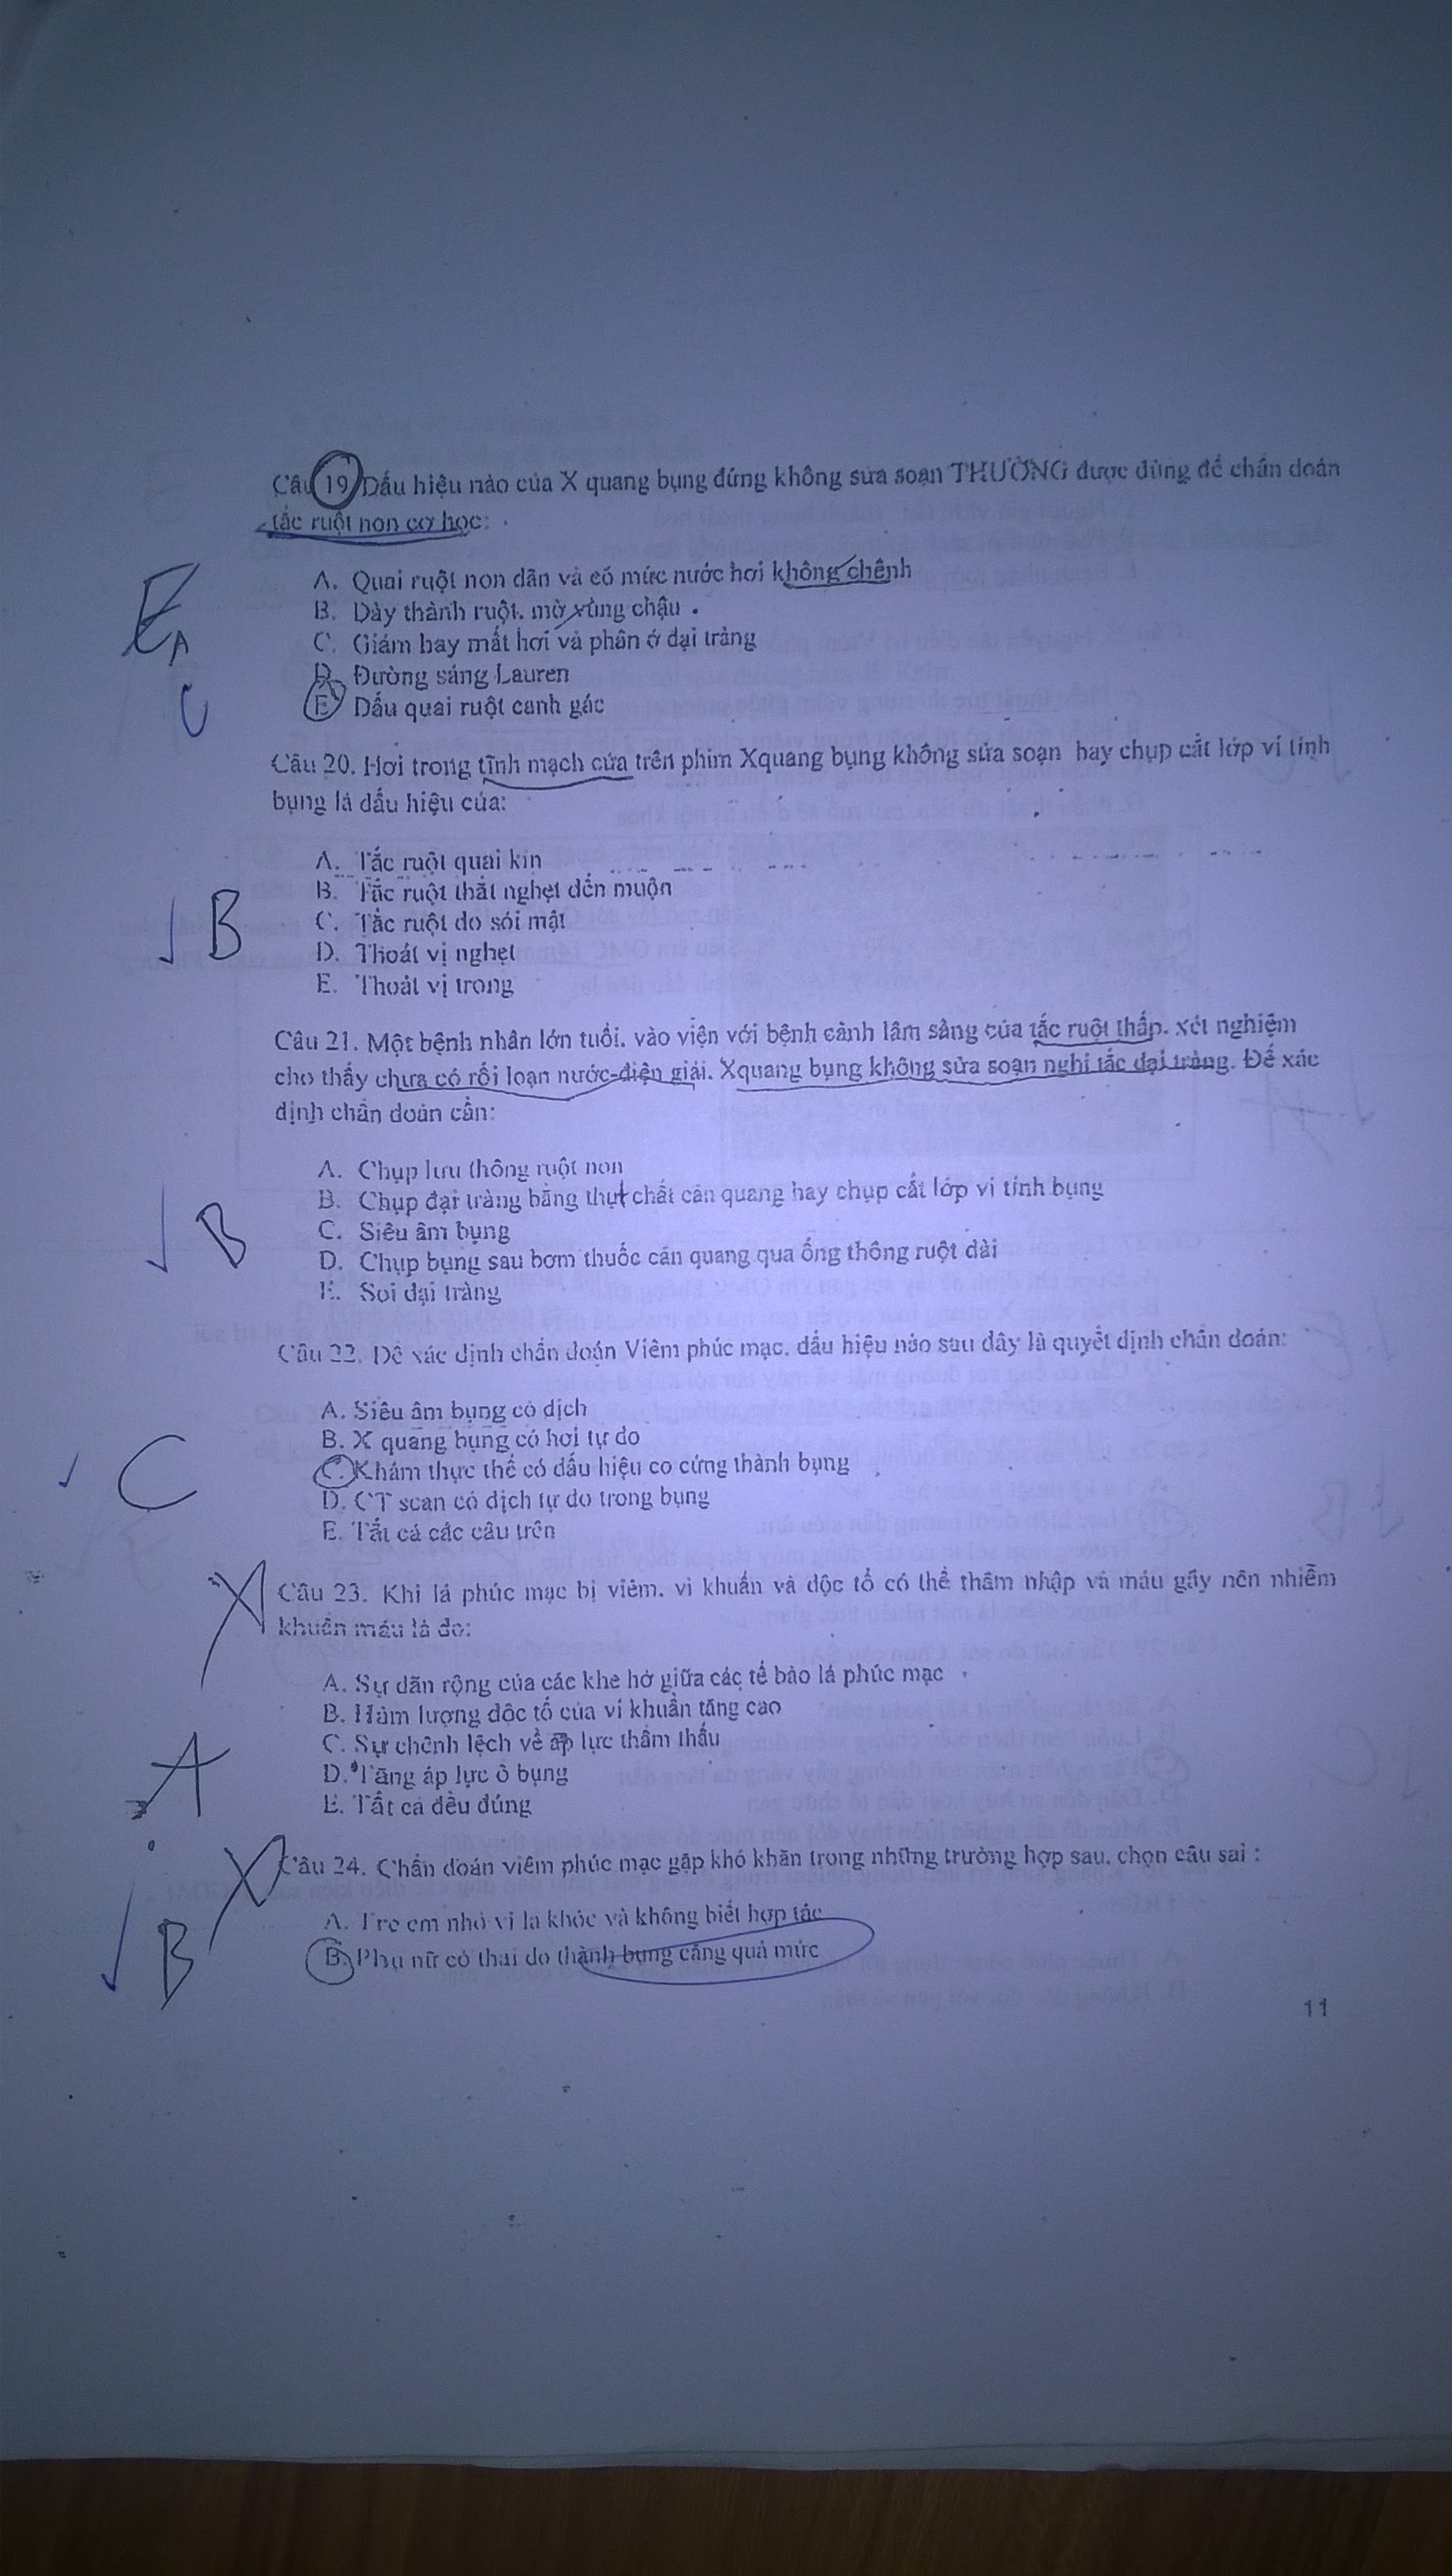 Câu 19. Dấu hiệu nào của X quang bụng đứng không sửa soạn THƯỜNG được dùng để chẩn đoán
tắc ruột non cơ học:
E
A
C
A. Quai ruột non dãn và có mức nước hơi không chênh
B. Dày thành ruột, mờ vùng chậu
C. Giảm hay mất hơi và phân ở đại tràng
D. Đường sáng Lauren
E. Dấu quai ruột canh gác
Câu 20. Hơi trong tĩnh mạch cửa trên phim Xquang bụng không sửa soạn hay chụp cắt lớp vi tính
bụng là dấu hiệu của:
B
A. Tắc ruột quai kín
B. Tắc ruột thắt nghẹt đến muộn
C. Tắc ruột do sỏi mật
D. Thoát vị nghẹt
E. Thoát vị trong
Câu 21. Một bệnh nhân lớn tuổi, vào viện với bệnh cảnh lâm sàng của tắc ruột thấp, xét nghiệm
cho thấy chưa có rối loạn nước-điện giải. Xquang bụng không sửa soạn nghi tắc đại tràng. Để xác
định chẩn đoán cần:
B
A. Chụp lưu thông ruột non
B. Chụp đại tràng bằng thụt chất cản quang hay chụp cắt lớp vi tính bụng
C. Siêu âm bụng
D. Chụp bụng sau bơm thuốc cản quang qua ống thông ruột dài
E. Soi đại tràng
Câu 22. Để xác định chẩn đoán Viêm phúc mạc, dấu hiệu nào sau đây là quyết định chẩn đoán:
C
A. Siêu âm bụng có dịch
B. X quang bụng có hơi tự do
C. Khám thực thể có dấu hiệu co cứng thành bụng
D. CT scan có dịch tự do trong bụng
E. Tất cả các câu trên
Câu 23. Khi lá phúc mạc bị viêm, vi khuẩn và độc tố có thể thâm nhập và máu gây nên nhiễm
khuẩn máu là do:
A
A. Sự dãn rộng của các khe hở giữa các tế bào lá phúc mạc
B. Hàm lượng độc tố của vi khuẩn tăng cao
C. Sự chênh lệch về áp lực thẩm thấu
D. Tăng áp lực ổ bụng
E. Tất cả đều đúng
Câu 24. Chẩn đoán viêm phúc mạc gặp khó khăn trong những trường hợp sau, chọn câu sai :
B
A. Trẻ em nhỏ vì la khóc và không biết hợp tác
B. Phụ nữ có thai do thành bụng căng quá mức
11